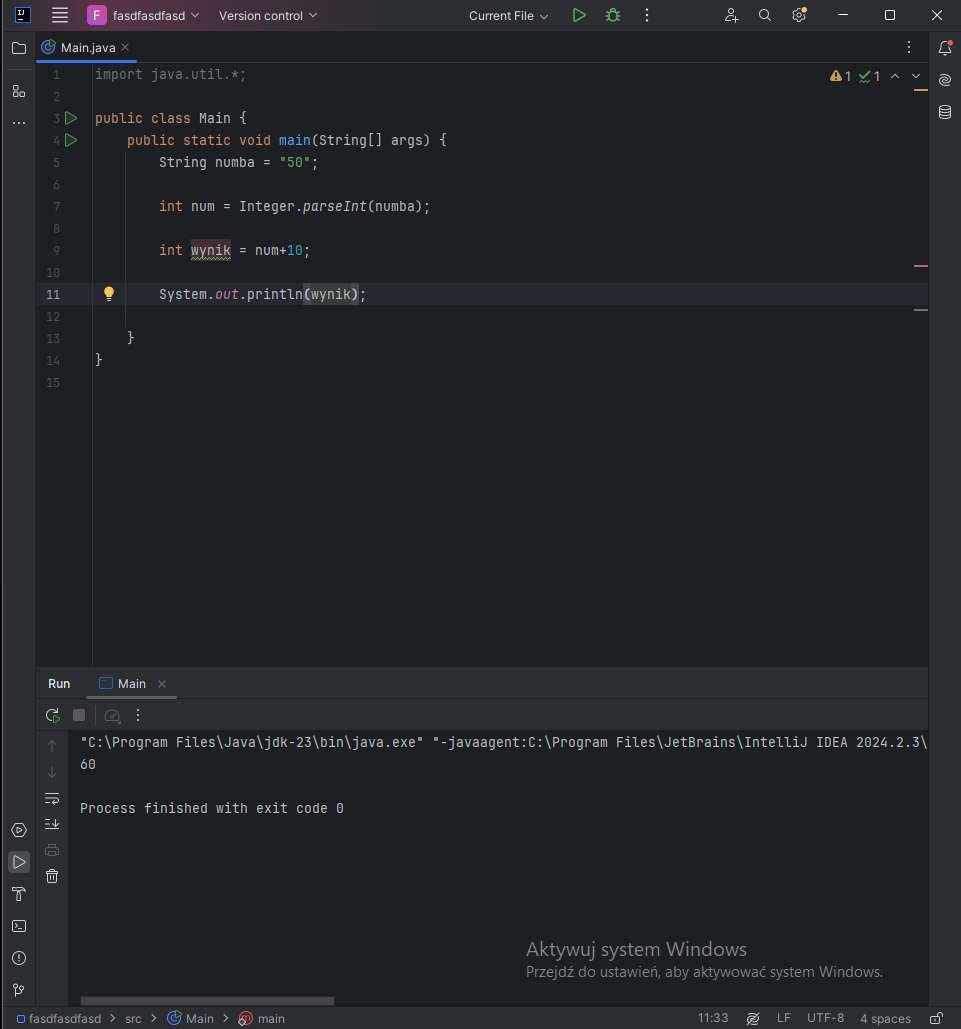 F fasdfasdfasd Version control Current File
Main.java
1 import java.util.*;
2
3 public class Main {
4 public static void main(String[] args) {
5 String numba = "50";
6
7 int num = Integer.parseInt(numba);
8
9 int wynik = num+10;
10
11 System.out.println(wynik);
12
13 }
14 }
15
1 1
Run Main
"C:\Program Files\Java\jdk-23\bin\java.exe" "-javaagent:C:\Program Files\JetBrains\IntelliJ IDEA 2024.2.3\
60
Process finished with exit code 0
Aktywuj system Windows
Przejdź do ustawień, aby aktywować system Windows.
fasdfasdfasd > src > Main > main 11:33 LF UTF-8 4 spaces